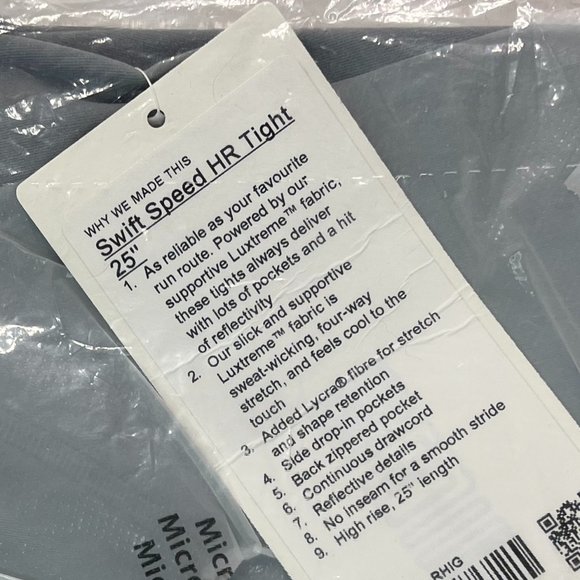 WHY WE MADE THIS
Swift Speed HR Tight
25"
1. As reliable as your favourite
run route. Powered by our
supportive Luxtreme™ fabric,
these tights always deliver
with lots of pockets and a hit
of reflectivity
2. Our slick and supportive
Luxtreme™ fabric is
sweat-wicking, four-way
stretch, and feels cool to the
touch
3. Added Lycra® fibre for stretch
and shape retention
4. Side drop-in pockets
5. Back zippered pocket
6. Continuous drawcord
7. Reflective details
8. No inseam for a smooth stride
9. High rise, 25" length
RHIG
Micr
Micro
Mic